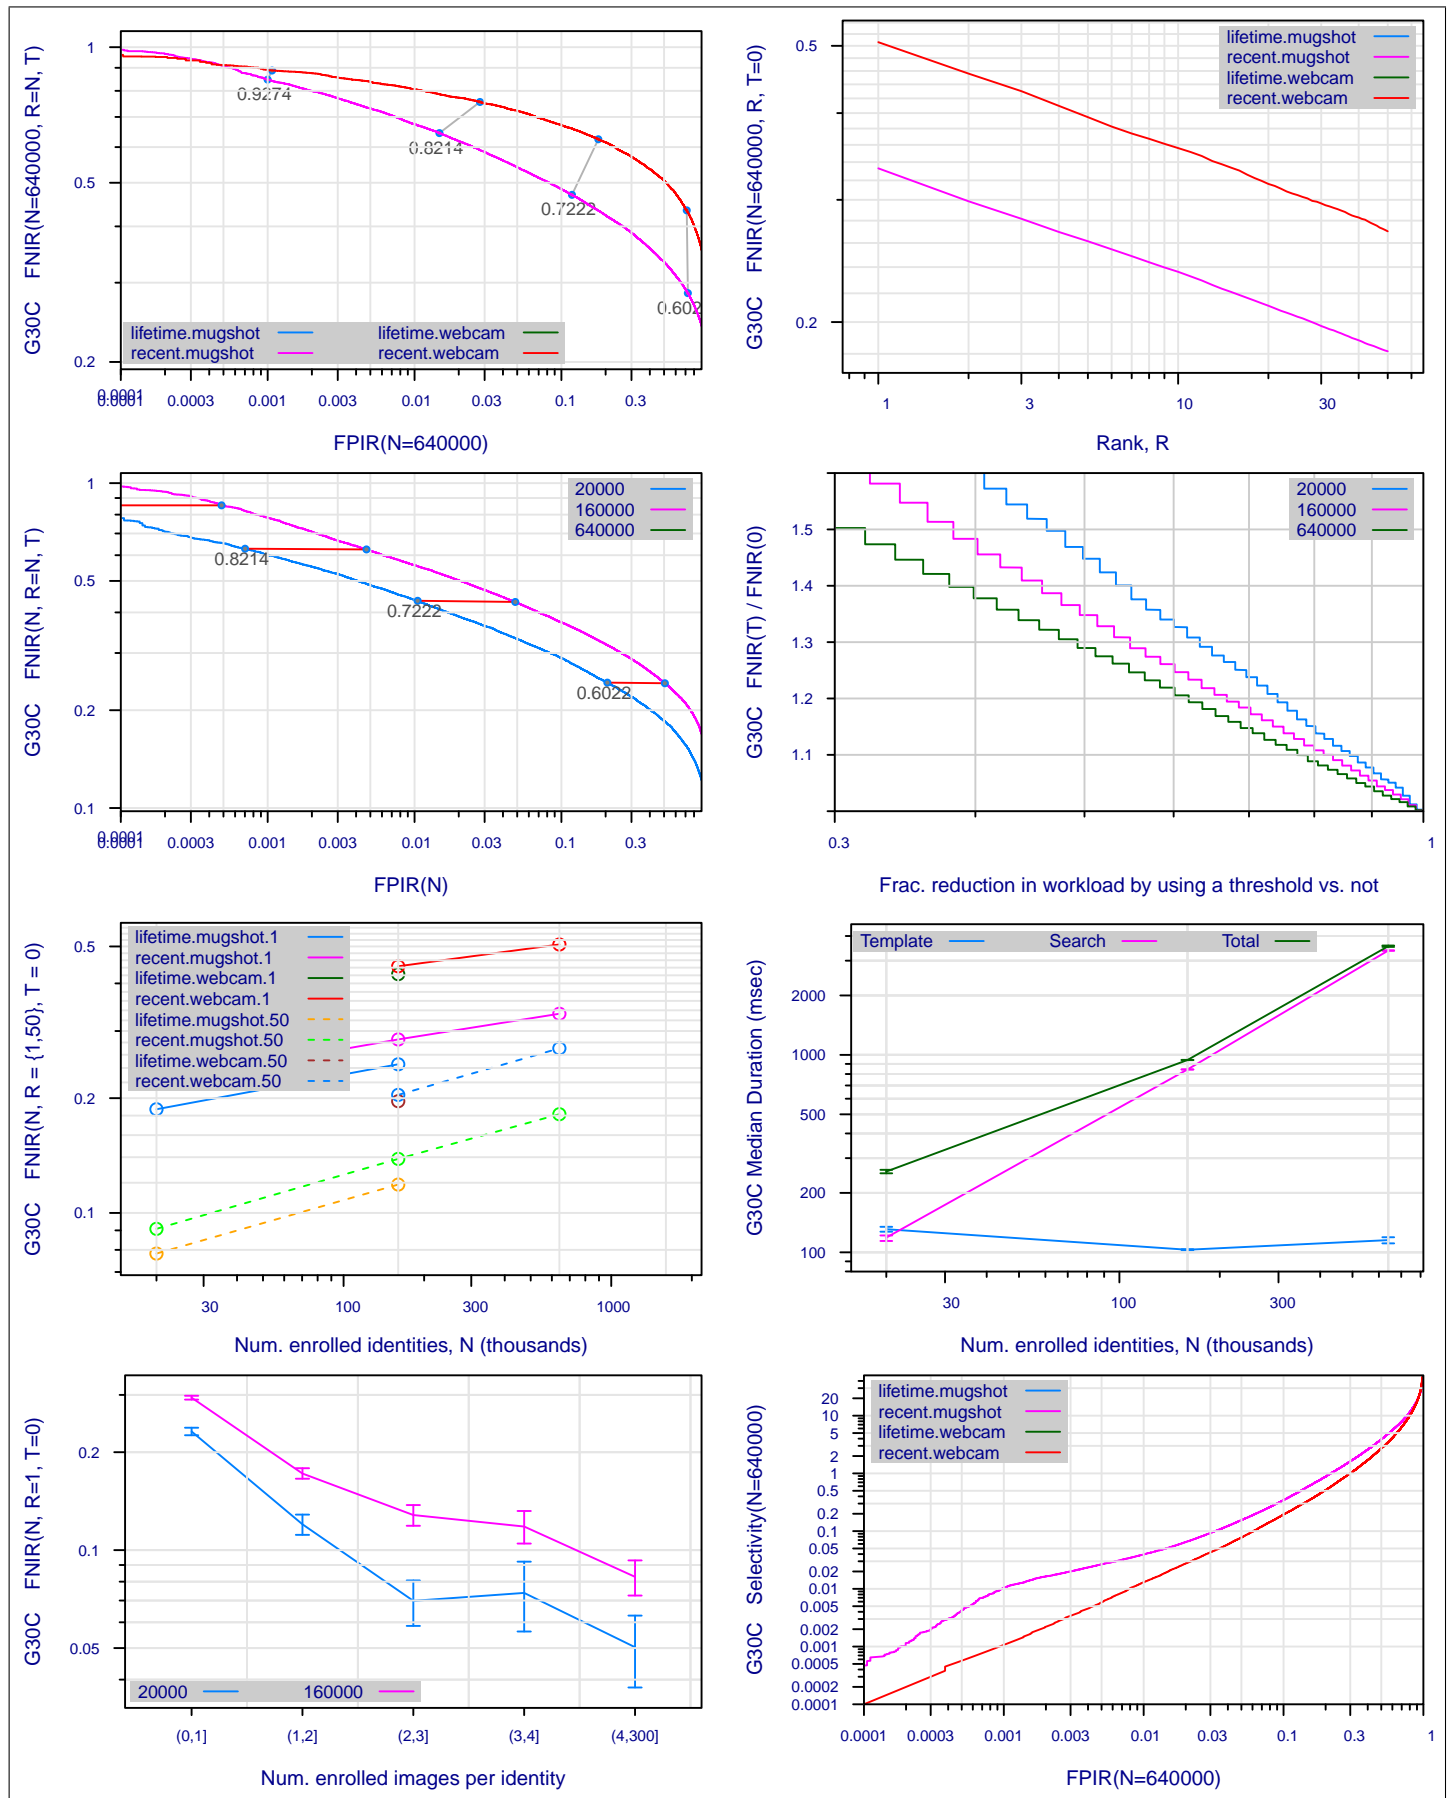 G30C FNIR(N=640000, R=N, T)
1
0.5
0.2
0.9274
0.8214
0.7222
0.602
lifetime.mugshot
recent.mugshot
lifetime.webcam
recent.webcam
0.0001
0.0001 0.0003 0.001 0.003 0.01 0.03 0.1 0.3
FPIR(N=640000)
G30C FNIR(N=640000, R, T=0)
0.5
0.2
lifetime.mugshot
recent.mugshot
lifetime.webcam
recent.webcam
1 3 10 30
Rank, R
G30C FNIR(N, R=N, T)
1
0.5
0.2
0.1
20000
160000
640000
0.8214
0.7222
0.6022
0.0001
0.0001 0.0003 0.001 0.003 0.01 0.03 0.1 0.3
FPIR(N)
G30C FNIR(T) / FNIR(0)
1.5
1.4
1.3
1.2
1.1
20000
160000
640000
0.3 1
Frac. reduction in workload by using a threshold vs. not
G30C FNIR(N, R = {1,50}, T = 0)
0.5
0.2
0.1
lifetime.mugshot.1
recent.mugshot.1
lifetime.webcam.1
recent.webcam.1
lifetime.mugshot.50
recent.mugshot.50
lifetime.webcam.50
recent.webcam.50
30 100 300 1000
Num. enrolled identities, N (thousands)
G30C Median Duration (msec)
2000
1000
500
200
100
Template Search Total
30 100 300
Num. enrolled identities, N (thousands)
G30C FNIR(N, R=1, T=0)
0.2
0.1
0.05
20000 160000
(0,1] (1,2] (2,3] (3,4] (4,300]
Num. enrolled images per identity
G30C Selectivity(N=640000)
20
10
5
2
1
0.5
0.2
0.1
0.05
0.02
0.01
0.005
0.002
0.001
0.0005
0.0002
0.0001
lifetime.mugshot
recent.mugshot
lifetime.webcam
recent.webcam
0.0001 0.0003 0.001 0.003 0.01 0.03 0.1 0.3 1
FPIR(N=640000)